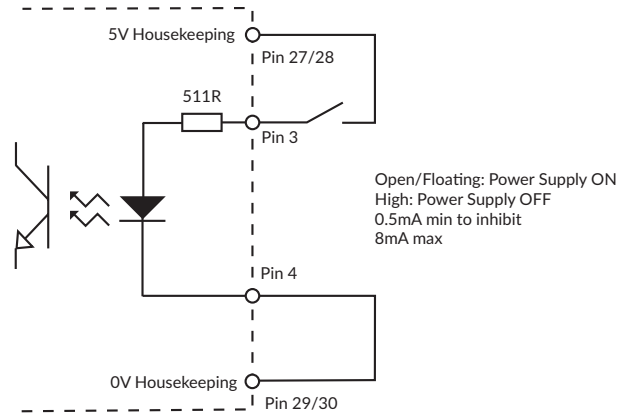 5V Housekeeping
Pin 27/28
511R
Pin 3
Open/Floating: Power Supply ON
High: Power Supply OFF
0.5mA min to inhibit
8mA max
Pin 4
0V Housekeeping
Pin 29/30